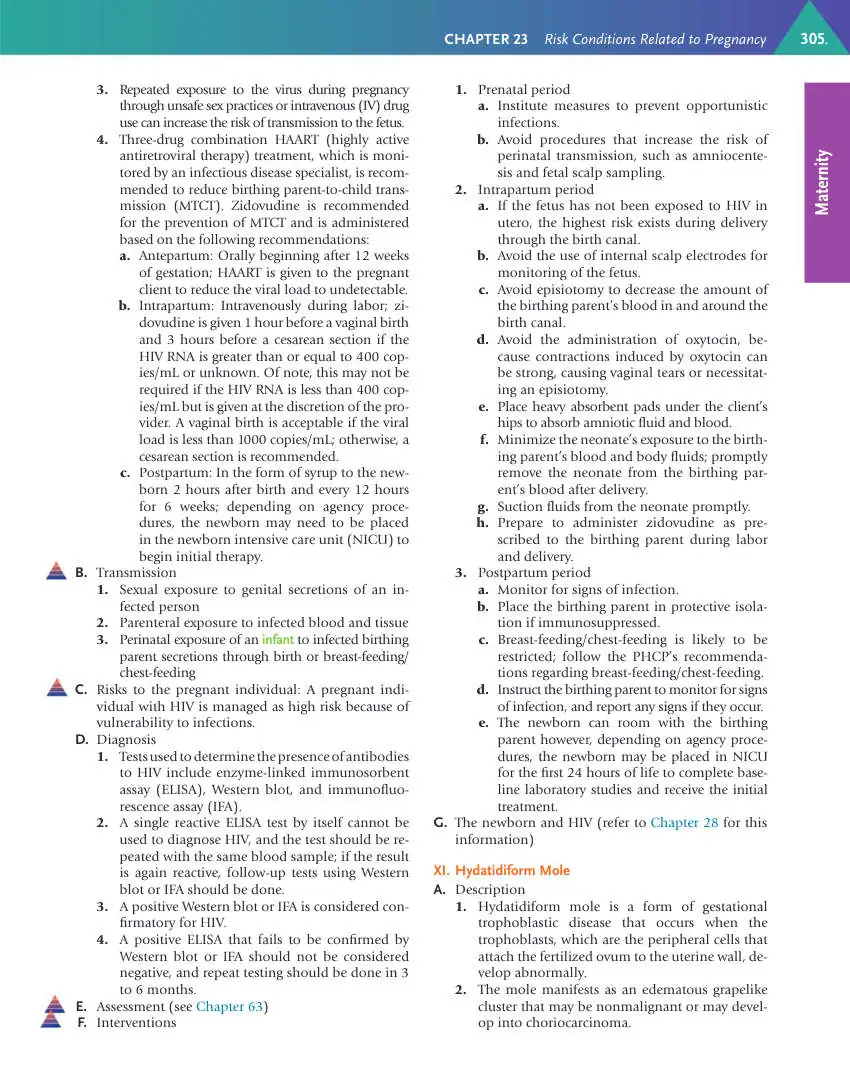 CHAPTER 23 Risk Conditions Related to Pregnancy 305.
3. Repeated exposure to the virus during pregnancy
through unsafe sex practices or intravenous (IV) drug
use can increase the risk of transmission to the fetus.
4. Three-drug combination HAART (highly active
antiretroviral therapy) treatment, which is moni-
tored by an infectious disease specialist, is recom-
mended to reduce birthing parent-to-child trans-
mission (MTCT). Zidovudine is recommended
for the prevention of MTCT and is administered
based on the following recommendations:
a. Antepartum: Orally beginning after 12 weeks
of gestation; HAART is given to the pregnant
client to reduce the viral load to undetectable.
b. Intrapartum: Intravenously during labor; zi-
dovudine is given 1 hour before a vaginal birth
and 3 hours before a cesarean section if the
HIV RNA is greater than or equal to 400 cop-
ies/mL or unknown. Of note, this may not be
required if the HIV RNA is less than 400 cop-
ies/mL but is given at the discretion of the pro-
vider. A vaginal birth is acceptable if the viral
load is less than 1000 copies/mL; otherwise, a
cesarean section is recommended.
c. Postpartum: In the form of syrup to the new-
born 2 hours after birth and every 12 hours
for 6 weeks; depending on agency proce-
dures, the newborn may need to be placed
in the newborn intensive care unit (NICU) to
begin initial therapy.
B. Transmission
1. Sexual exposure to genital secretions of an in-
fected person
2. Parenteral exposure to infected blood and tissue
3. Perinatal exposure of an infant to infected birthing
parent secretions through birth or breast-feeding/
chest-feeding
C. Risks to the pregnant individual: A pregnant indi-
vidual with HIV is managed as high risk because of
vulnerability to infections.
D. Diagnosis
1. Tests used to determine the presence of antibodies
to HIV include enzyme-linked immunosorbent
assay (ELISA), Western blot, and immunofluo-
rescence assay (IFA).
2. A single reactive ELISA test by itself cannot be
used to diagnose HIV, and the test should be re-
peated with the same blood sample; if the result
is again reactive, follow-up tests using Western
blot or IFA should be done.
3. A positive Western blot or IFA is considered con-
firmatory for HIV.
4. A positive ELISA that fails to be confirmed by
Western blot or IFA should not be considered
negative, and repeat testing should be done in 3
to 6 months.
E. Assessment (see Chapter 63)
F. Interventions
1. Prenatal period
a. Institute measures to prevent opportunistic
infections.
b. Avoid procedures that increase the risk of
perinatal transmission, such as amniocente-
sis and fetal scalp sampling.
2. Intrapartum period
a. If the fetus has not been exposed to HIV in
utero, the highest risk exists during delivery
through the birth canal.
b. Avoid the use of internal scalp electrodes for
monitoring of the fetus.
c. Avoid episiotomy to decrease the amount of
the birthing parent's blood in and around the
birth canal.
d. Avoid the administration of oxytocin, be-
cause contractions induced by oxytocin can
be strong, causing vaginal tears or necessitat-
ing an episiotomy.
e. Place heavy absorbent pads under the client's
hips to absorb amniotic fluid and blood.
f. Minimize the neonate's exposure to the birth-
ing parent's blood and body fluids; promptly
remove the neonate from the birthing par-
ent's blood after delivery.
g. Suction fluids from the neonate promptly.
h. Prepare to administer zidovudine as pre-
scribed to the birthing parent during labor
and delivery.
3. Postpartum period
a. Monitor for signs of infection.
b. Place the birthing parent in protective isola-
tion if immunosuppressed.
c. Breast-feeding/chest-feeding is likely to be
restricted; follow the PHCP's recommenda-
tions regarding breast-feeding/chest-feeding.
d. Instruct the birthing parent to monitor for signs
of infection, and report any signs if they occur.
e. The newborn can room with the birthing
parent however, depending on agency proce-
dures, the newborn may be placed in NICU
for the first 24 hours of life to complete base-
line laboratory studies and receive the initial
treatment.
G. The newborn and HIV (refer to Chapter 28 for this
information)
XI. Hydatidiform Mole
A. Description
1. Hydatidiform mole is a form of gestational
trophoblastic disease that occurs when the
trophoblasts, which are the peripheral cells that
attach the fertilized ovum to the uterine wall, de-
velop abnormally.
2. The mole manifests as an edematous grapelike
cluster that may be nonmalignant or may devel-
op into choriocarcinoma.
Maternity